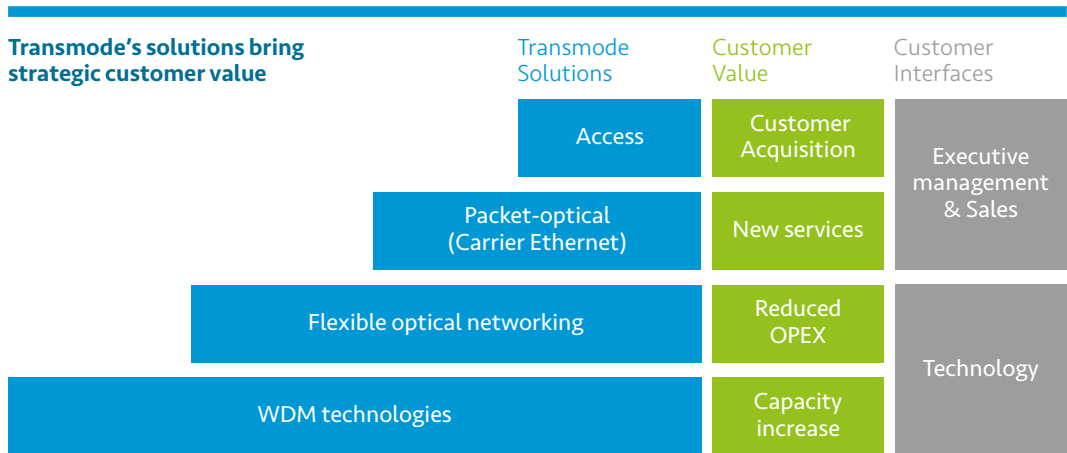 Transmode’s solutions bring
strategic customer value
Transmode
Solutions
Customer
Value
Customer
Interfaces
Access
Customer
Acquisition
Executive
management
& Sales
Packet-optical
(Carrier Ethernet)
New services
Flexible optical networking
Reduced
OPEX
Technology
WDM technologies
Capacity
increase